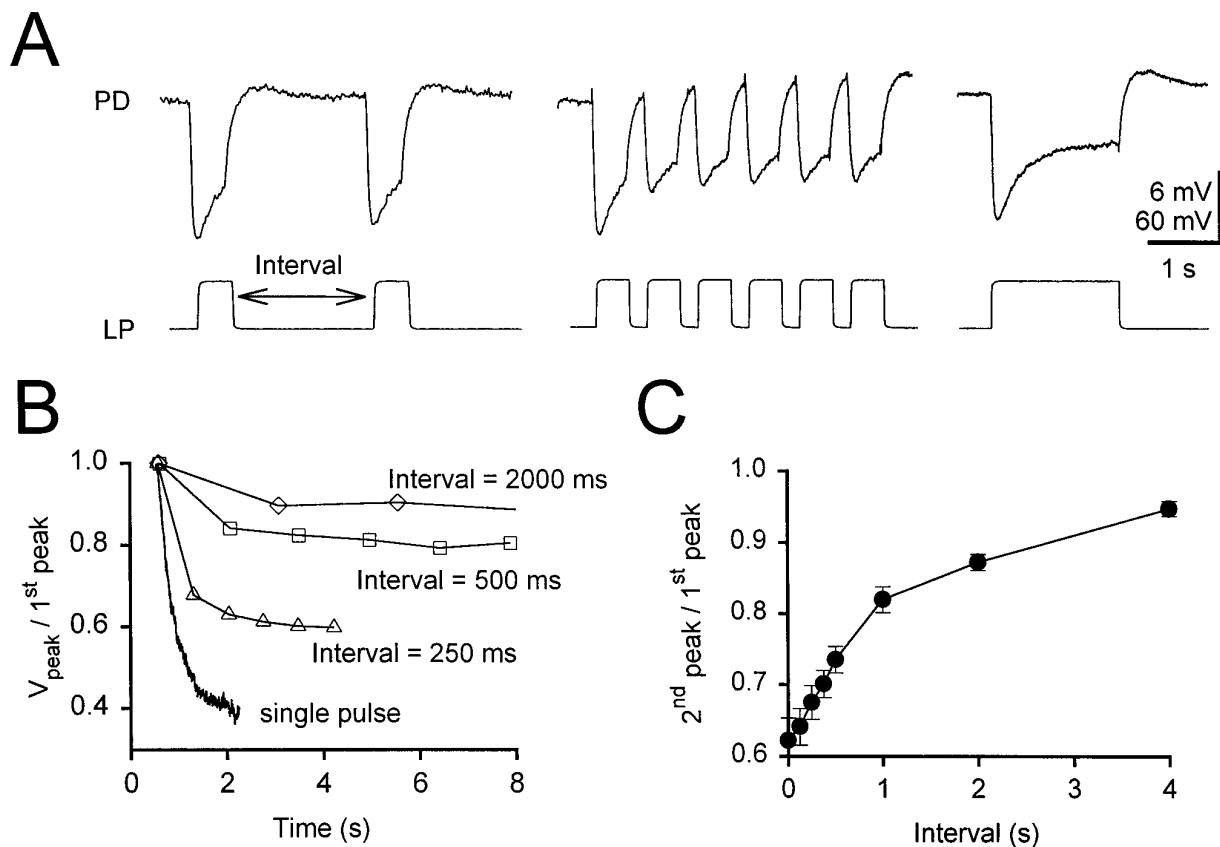 A
PD
Interval
LP
6 mV
60 mV
1 s
B
V peak / 1st peak
1.0
0.8
0.6
0.4
Interval = 2000 ms
Interval = 500 ms
Interval = 250 ms
single pulse
0 2 4 6 8
Time (s)
C
2nd peak / 1st peak
1.0
0.9
0.8
0.7
0.6
0 1 2 3 4
Interval (s)